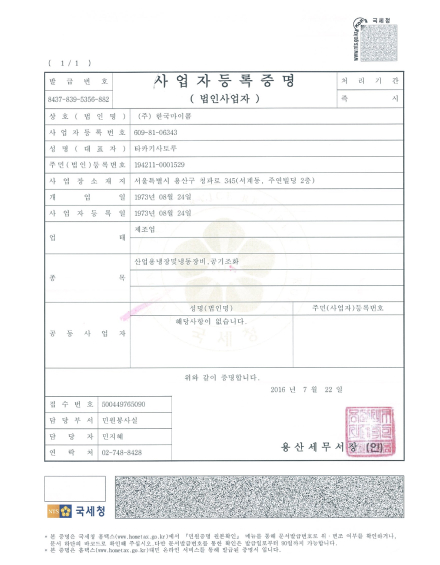 국세청
( 1/1 )
발 급 번 호
8437-839-5356-882
사업자등록증명
( 법인사업자 )
처 리 기 관
즉 시
상 호 ( 법 인 명 ) (주) 한국마이콤
사 업 자 등 록 번 호 609-81-06343
성 명 ( 대 표 자 ) 타카기사토루
주민(법인)등록번호 194211-0001529
사 업 장 소 재 지 서울특별시 용산구 청파로 345(서계동, 주연빌딩 2층)
개 업 일 1973년 08월 24일
사 업 자 등 록 일 1973년 08월 24일
업 태 제조업
종 목 산업용냉장및냉동장비,공기조화
공 동 사 업 자
성명(법인명) 주민(사업자)등록번호
해당사항이 없습니다.
위와 같이 증명합니다.
2016 년 7 월 22 일
접 수 번 호 500449765090
담 당 부 서 민원봉사실
담 당 자 민지혜
연 락 처 02-748-8428
용 산 세 무 서 장 (인)
NTS 국세청
* 본 증명은 국세청 홈택스(www.hometax.go.kr)에서 「민원증명 원본확인」 메뉴를 통해 문서발급번호로 위·변조 여부를 확인하거나,
문서 하단의 바코드로 확인해 주십시오.다만 문서발급번호를 통한 확인은 발급일로부터 90일까지 가능합니다.
* 본 증명은 홈택스(www.hometax.go.kr)대민 온라인 서비스를 통해 발급된 증명서 입니다.